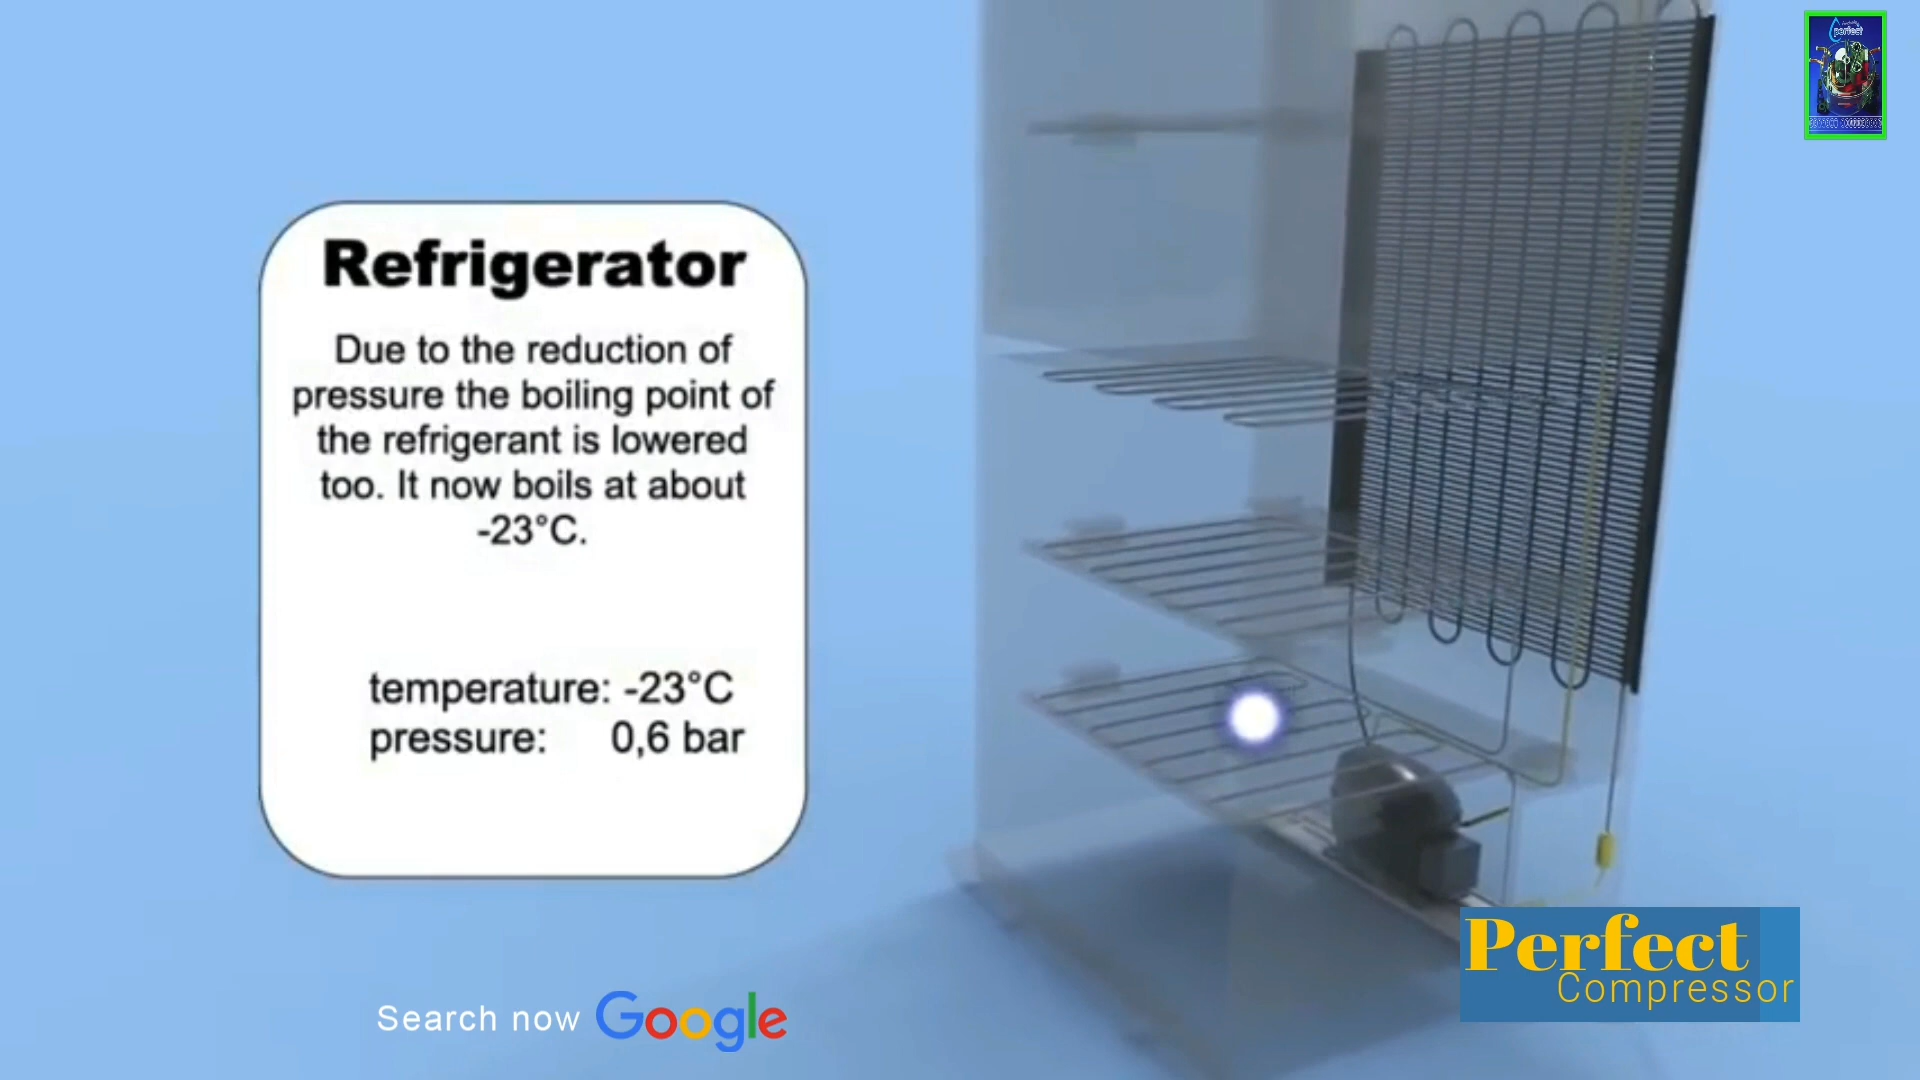 perfect
Refrigerator
Due to the reduction of
pressure the boiling point of
the refrigerant is lowered
too. It now boils at about
-23°C.
temperature: -23°C
pressure: 0,6 bar
Perfect
Compressor
Search now Google